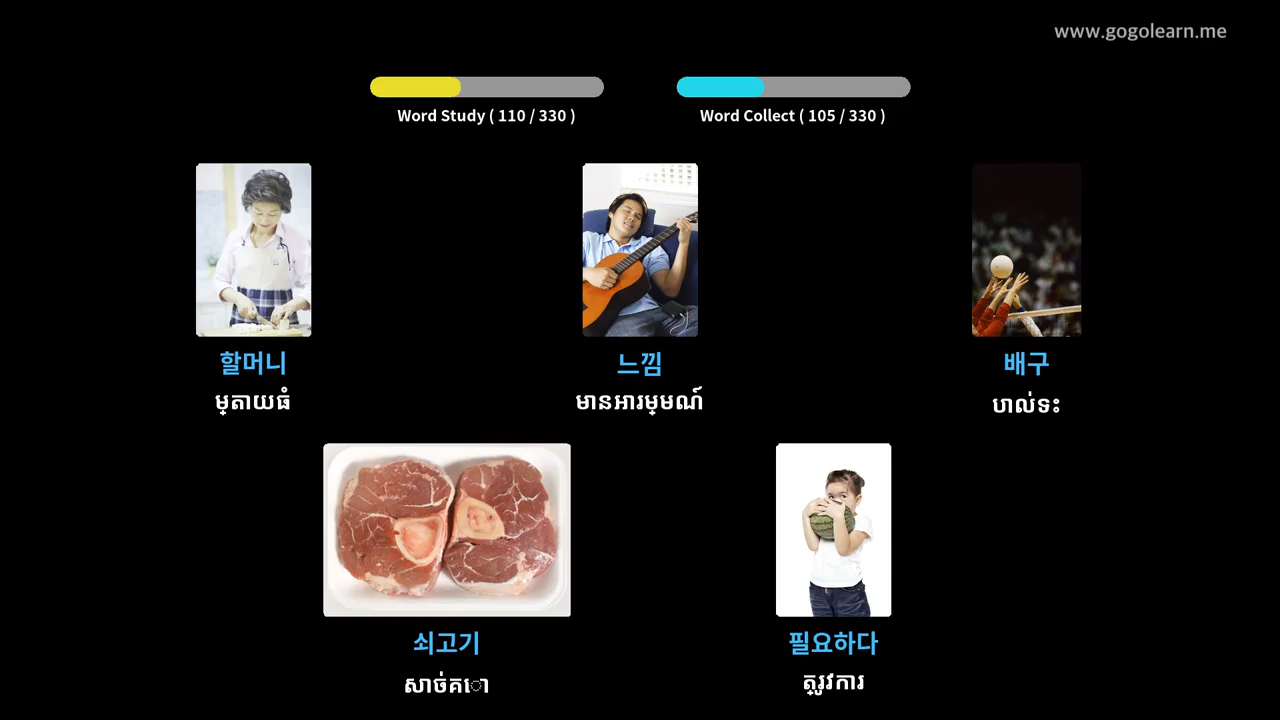 www.gogolearn.me
Word Study ( 110 / 330 )
Word Collect ( 105 / 330 )
할머니
ម្តាយធំ
느낌
មានអារម្មណ៍
배구
បាល់ទះ
쇠고기
សាច់គោ
필요하다
ត្រូវការ